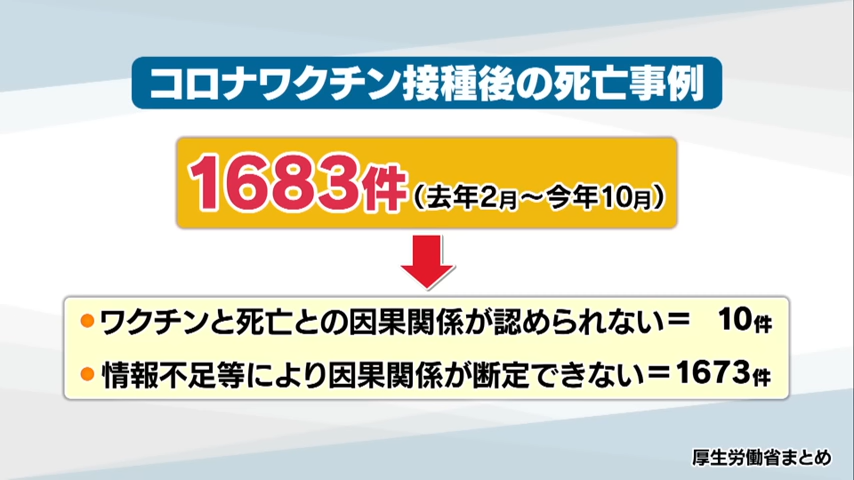 コロナワクチン接種後の死亡事例
1683件(去年2月～今年10月)
●ワクチンと死亡との因果関係が認められない＝ 10件
●情報不足等により因果関係が断定できない＝1673件
厚生労働省まとめ